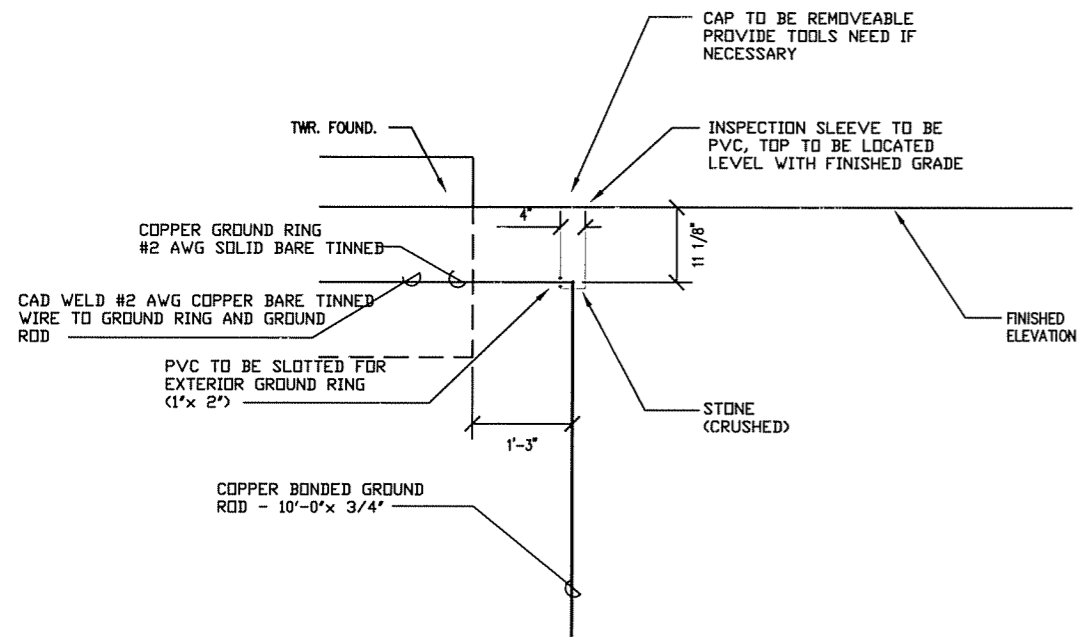 CAP TO BE REMOVEABLE
PROVIDE TOOLS NEED IF
NECESSARY
TWR. FOUND.
INSPECTION SLEEVE TO BE
PVC, TOP TO BE LOCATED
LEVEL WITH FINISHED GRADE
4"
COPPER GROUND RING
#2 AWG SOLID BARE TINNED
11 1/8"
CAD WELD #2 AWG COPPER BARE TINNED
WIRE TO GROUND RING AND GROUND
ROD
FINISHED
ELEVATION
PVC TO BE SLOTTED FOR
EXTERIOR GROUND RING
(1"x 2")
STONE
(CRUSHED)
1'-3"
COPPER BONDED GROUND
ROD - 10'-0"x 3/4"